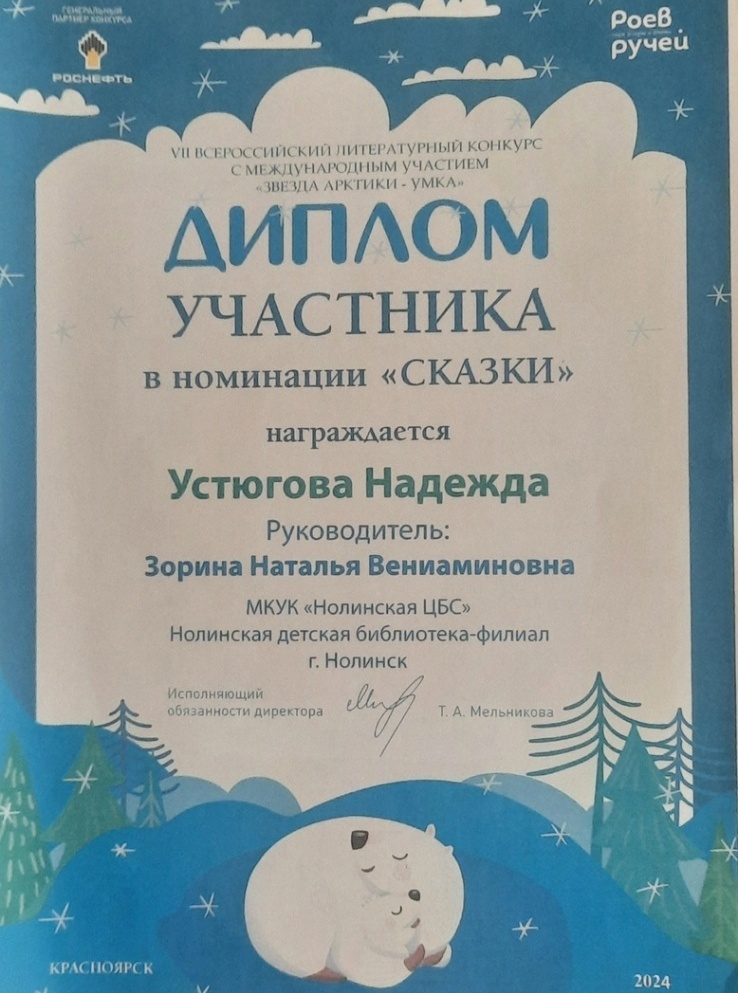 ГЕНЕРАЛЬНЫЙ
ПАРТНЕР КОНКУРСА
РОСНЕФТЬ
Роев
ручей
2024
VII ВСЕРОССИЙСКИЙ ЛИТЕРАТУРНЫЙ КОНКУРС
С МЕЖДУНАРОДНЫМ УЧАСТИЕМ
«ЗВЕЗДА АРКТИКИ - УМКА»
ДИПЛОМ
УЧАСТНИКА
в номинации «СКАЗКИ»
награждается
Устюгова Надежда
Руководитель:
Зорина Наталья Вениаминовна
МКУК «Нолинская ЦБС»
Нолинская детская библиотека-филиал
г. Нолинск
Исполняющий
обязанности директора Т. А. Мельникова
КРАСНОЯРСК
2024